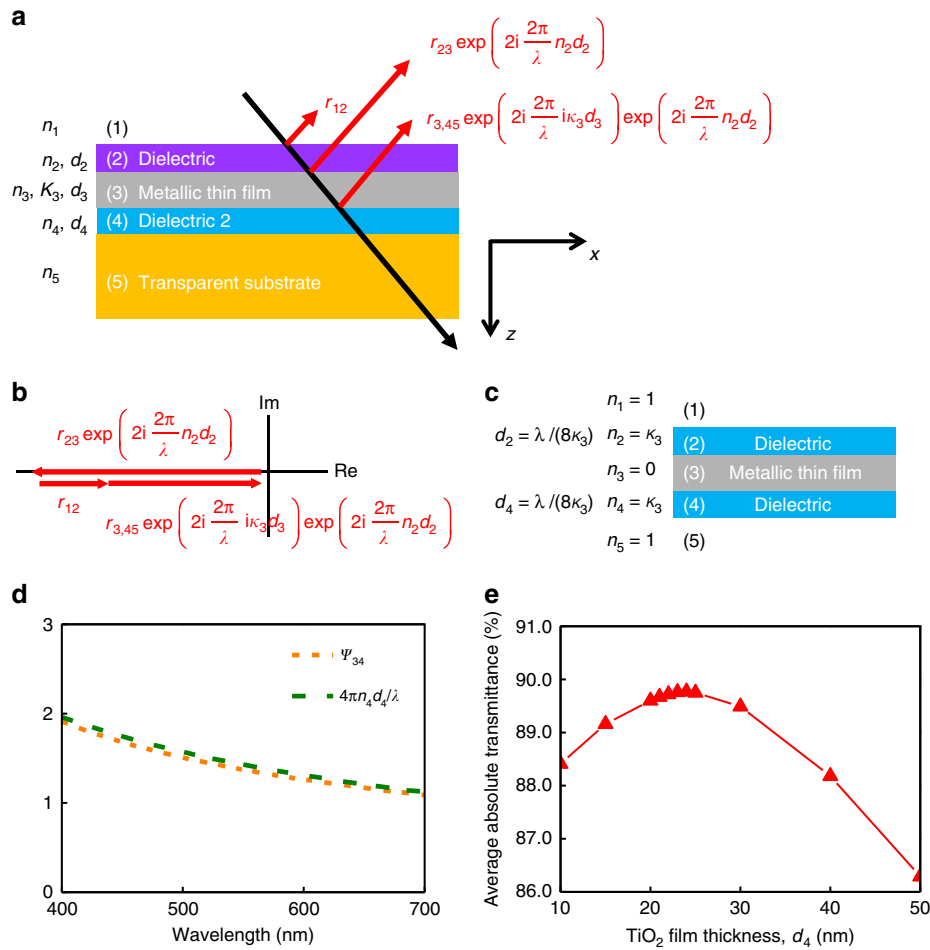 a
r23 exp(2i 2π/λ n2d2)
r12
r3,45 exp(2i 2π/λ iκ3d3) exp(2i 2π/λ n2d2)
n1 (1)
n2, d2 (2) Dielectric
n3, K3, d3 (3) Metallic thin film
n4, d4 (4) Dielectric 2
n5 (5) Transparent substrate
x
z
b
Im
r23 exp(2i 2π/λ n2d2)
Re
r12
r3,45 exp(2i 2π/λ iκ3d3) exp(2i 2π/λ n2d2)
c
n1 = 1 (1)
d2 = λ/(8κ3) n2 = κ3 (2) Dielectric
n3 = 0 (3) Metallic thin film
d4 = λ/(8κ3) n4 = κ3 (4) Dielectric
n5 = 1 (5)
d
3
2
1
0
400 500 600 700
Wavelength (nm)
Ψ34
4πn4d4/λ
e
Average absolute transmittance (%)
91.0
90.0
89.0
88.0
87.0
86.0
10 20 30 40 50
TiO2 film thickness, d4 (nm)